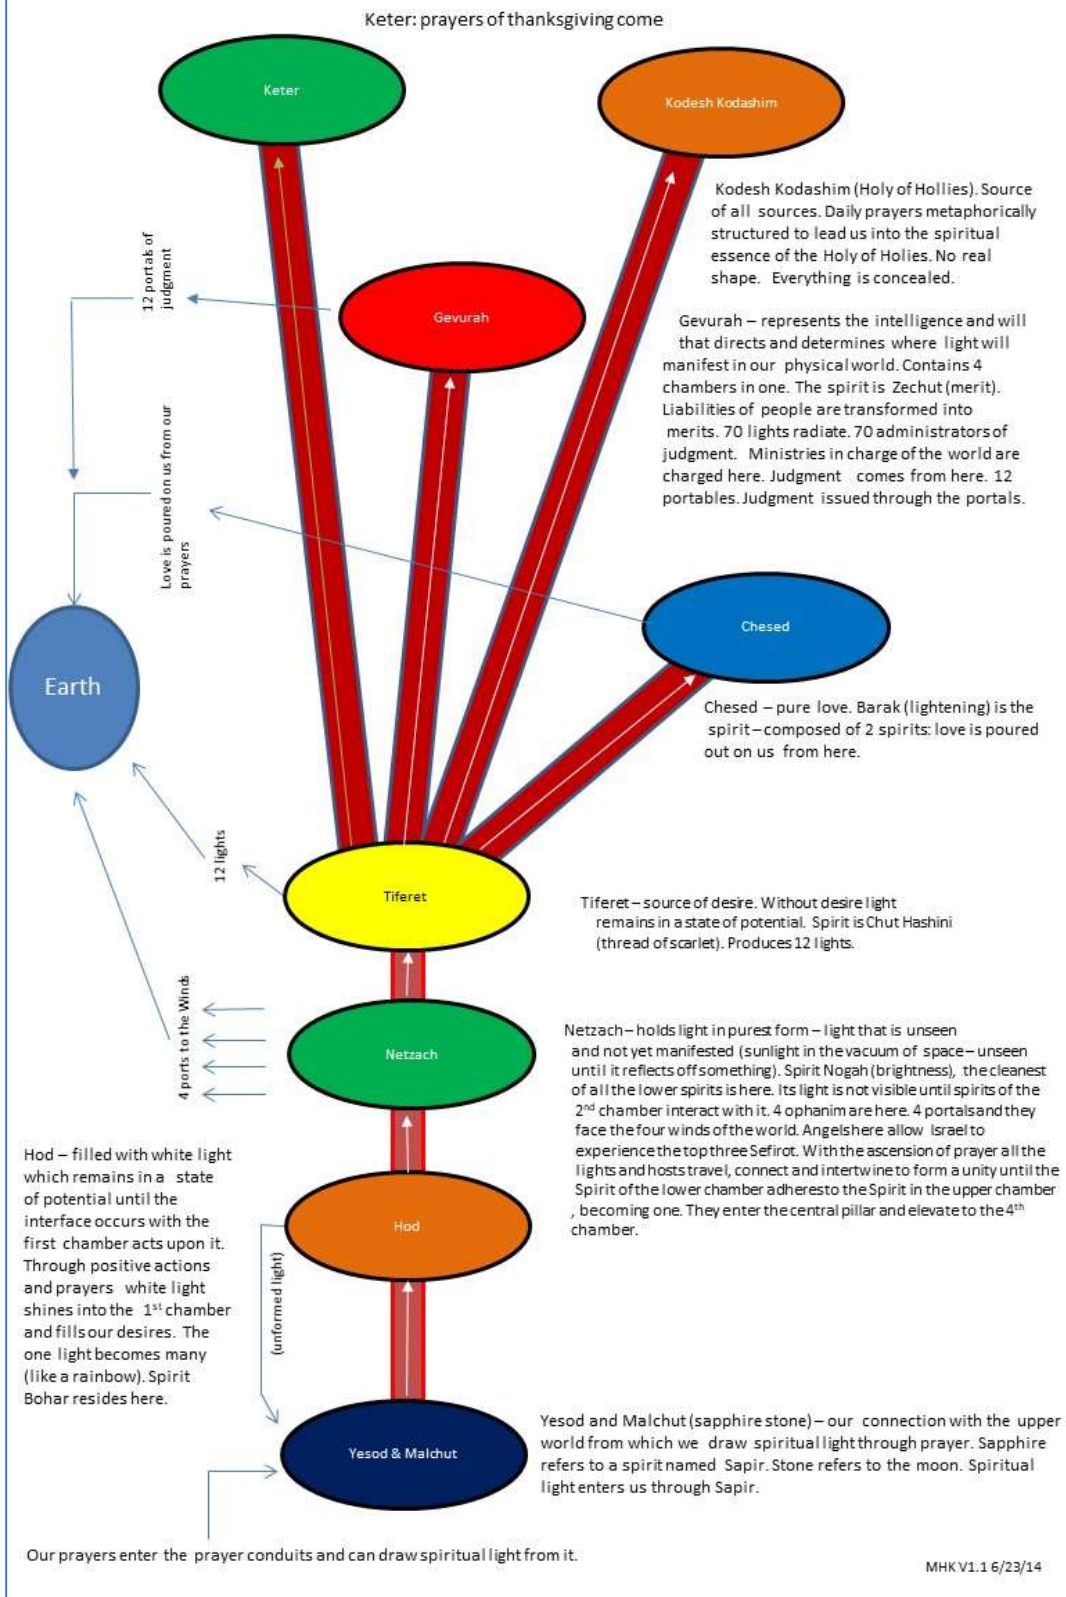 Keter: prayers of thanksgiving come
Keter
Kodesh Kodashim
Kodesh Kodashim (Holy of Hollies). Source
of all sources. Daily prayers metaphorically
structured to lead us into the spiritual
essence of the Holy of Holies. No real
shape. Everything is concealed.
12 portals of
judgment
Gevurah
Gevurah – represents the intelligence and will
that directs and determines where light will
manifest in our physical world. Contains 4
chambers in one. The spirit is Zechut (merit).
Liabilities of people are transformed into
merits. 70 lights radiate. 70 administrators of
judgment. Ministries in charge of the world are
charged here. Judgment comes from here. 12
portables. Judgment issued through the portals.
Love is poured on us from our
prayers
Chesed
Earth
Chesed – pure love. Barak (lightening) is the
spirit – composed of 2 spirits: love is poured
out on us from here.
12 lights
Tiferet
Tiferet – source of desire. Without desire light
remains in a state of potential. Spirit is Chut Hashini
(thread of scarlet). Produces 12 lights.
4 ports to the Winds
Netzach
Netzach – holds light in purest form – light that is unseen
and not yet manifested (sunlight in the vacuum of space – unseen
until it reflects off something). Spirit Nogah (brightness), the cleanest
of all the lower spirits is here. Its light is not visible until spirits of the
2nd chamber interact with it. 4 ophanim are here. 4 portals and they
face the four winds of the world. Angels here allow Israel to
experience the top three Sefirot. With the ascension of prayer all the
lights and hosts travel, connect and intertwine to form a unity until the
Spirit of the lower chamber adheres to the Spirit in the upper chamber
, becoming one. They enter the central pillar and elevate to the 4th
chamber.
Hod – filled with white light
which remains in a state
of potential until the
interface occurs with the
first chamber acts upon it.
Through positive actions
and prayers white light
shines into the 1st chamber
and fills our desires. The
one light becomes many
(like a rainbow). Spirit
Bohar resides here.
Hod
(unformed light)
Yesod & Malchut
Yesod and Malchut (sapphire stone) – our connection with the upper
world from which we draw spiritual light through prayer. Sapphire
refers to a spirit named Sapir. Stone refers to the moon. Spiritual
light enters us through Sapir.
Our prayers enter the prayer conduits and can draw spiritual light from it.
MHK V1.1 6/23/14